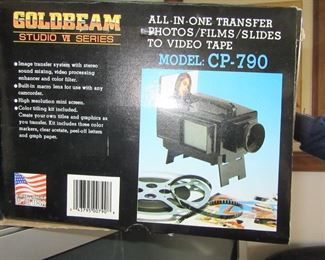 GOLDBEAM
STUDIO VII SERIES
ALL-IN-ONE TRANSFER
PHOTOS/FILMS/SLIDES
TO VIDEO TAPE
MODEL: CP-790
• Image transfer system with stereo
sound mixing, video processing
enhancer and color filter.
• Built-in macro lens for use with any
camcorder.
• High resolution mini screen.
• Color titling kit included.
Create your own titles and graphics as
you transfer. Kit includes three color
markers, clear acetate, peel-off letters
and graph paper.